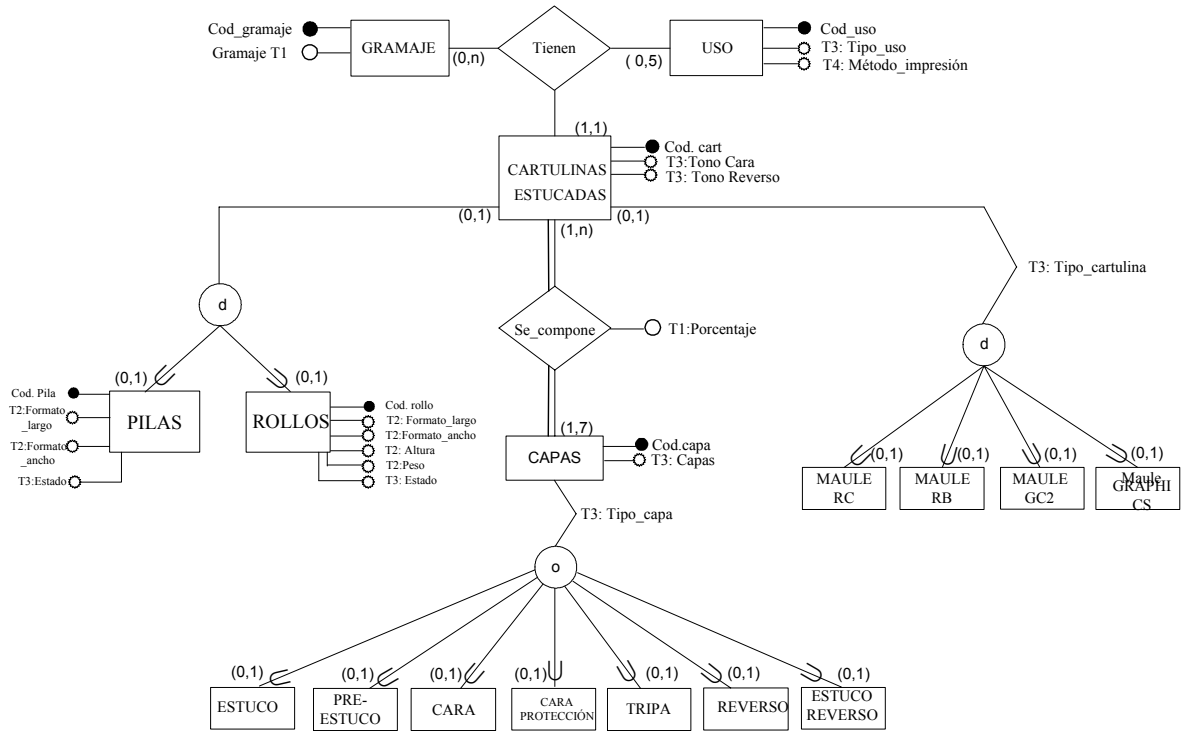 Cod_gramaje
Gramaje T1
GRAMAJE
(0,n)
Tienen
( 0,5)
USO
Cod_uso
T3: Tipo_uso
T4: Método_impresión
(1,1)
CARTULINAS
ESTUCADAS
Cod. cart
T3:Tono Cara
T3: Tono Reverso
(0,1)
(1,n)
(0,1)
T3: Tipo_cartulina
d
Se_compone
T1:Porcentaje
d
(0,1)
(0,1)
Cod. Pila
T2:Formato
_largo
T2:Formato
_ancho
T3:Estado
PILAS
ROLLOS
Cod. rollo
T2: Formato_largo
T2:Formato_ancho
T2: Altura
T2:Peso
T3: Estado
(1,7)
CAPAS
Cod.capa
T3: Capas
(0,1)
(0,1)
(0,1)
(0,1)
MAULE
RC
MAULE
RB
MAULE
GC2
Maule
GRAPHI
CS
T3: Tipo_capa
o
(0,1)
(0,1)
(0,1)
(0,1)
(0,1)
(0,1)
(0,1)
ESTUCO
PRE-
ESTUCO
CARA
CARA
PROTECCIÓN
TRIPA
REVERSO
ESTUCO
REVERSO